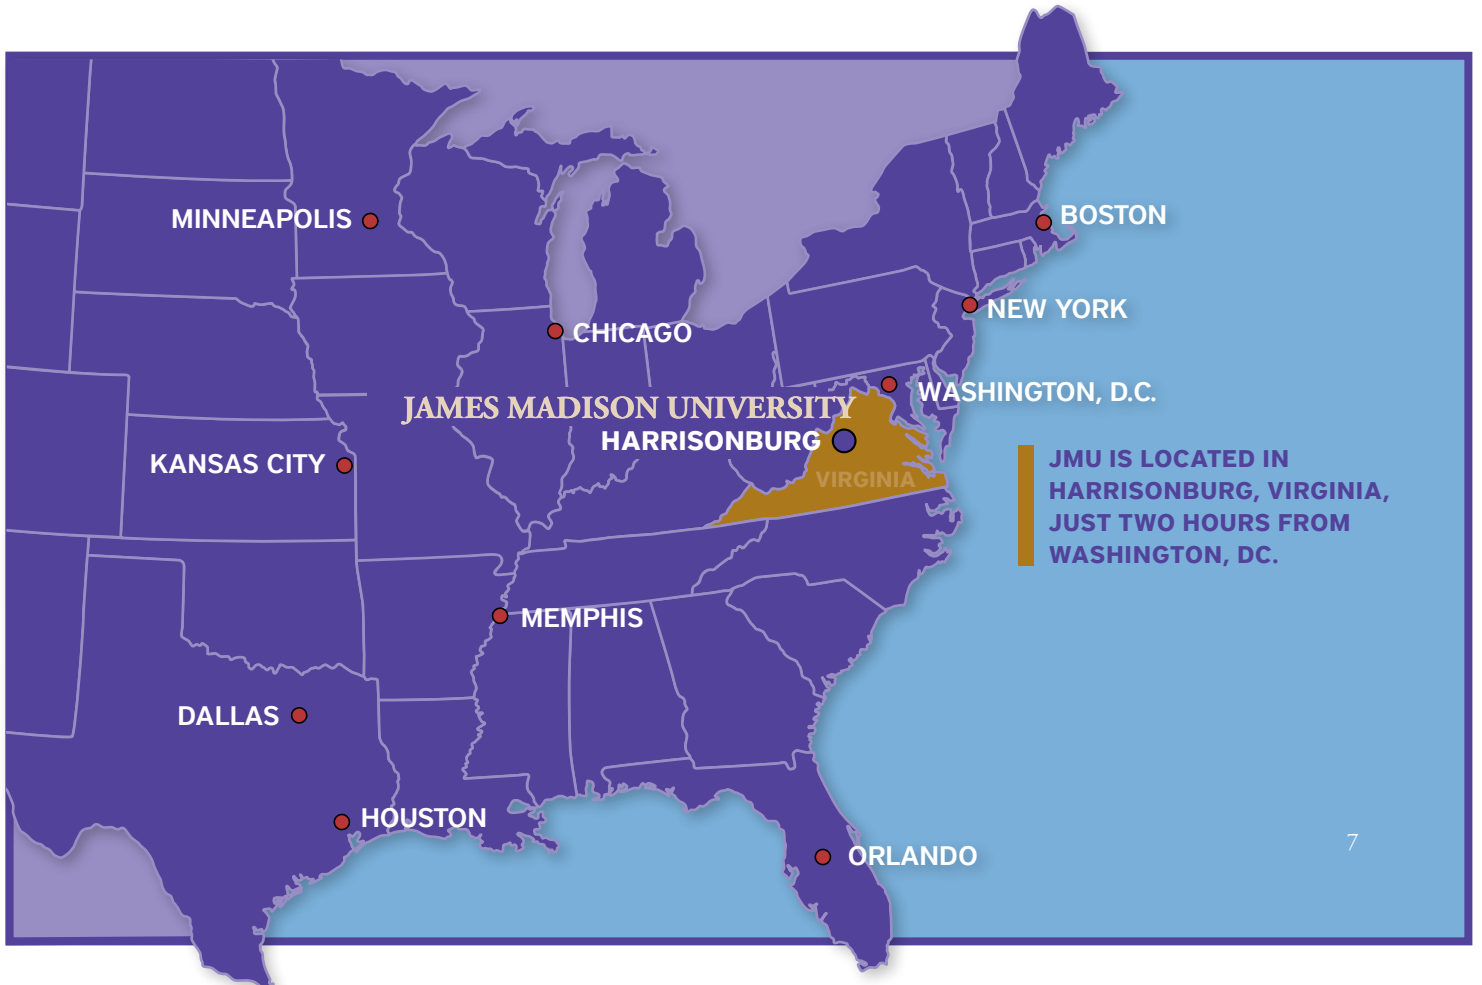 MINNEAPOLIS
BOSTON
NEW YORK
CHICAGO
WASHINGTON, D.C.
JAMES MADISON UNIVERSITY
HARRISONBURG
KANSAS CITY
VIRGINIA
JMU IS LOCATED IN
HARRISONBURG, VIRGINIA,
JUST TWO HOURS FROM
WASHINGTON, DC.
MEMPHIS
DALLAS
HOUSTON
ORLANDO
7